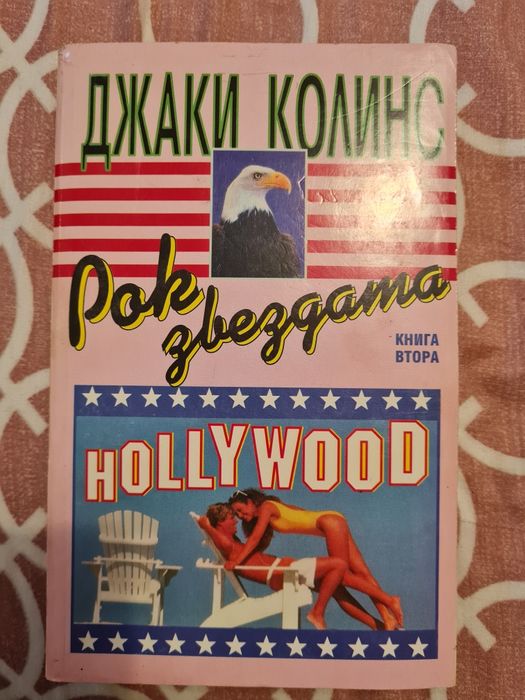 ДЖАКИ КОЛИНС
Рок
звездата
КНИГА
ВТОРА
HOLLYWOOD